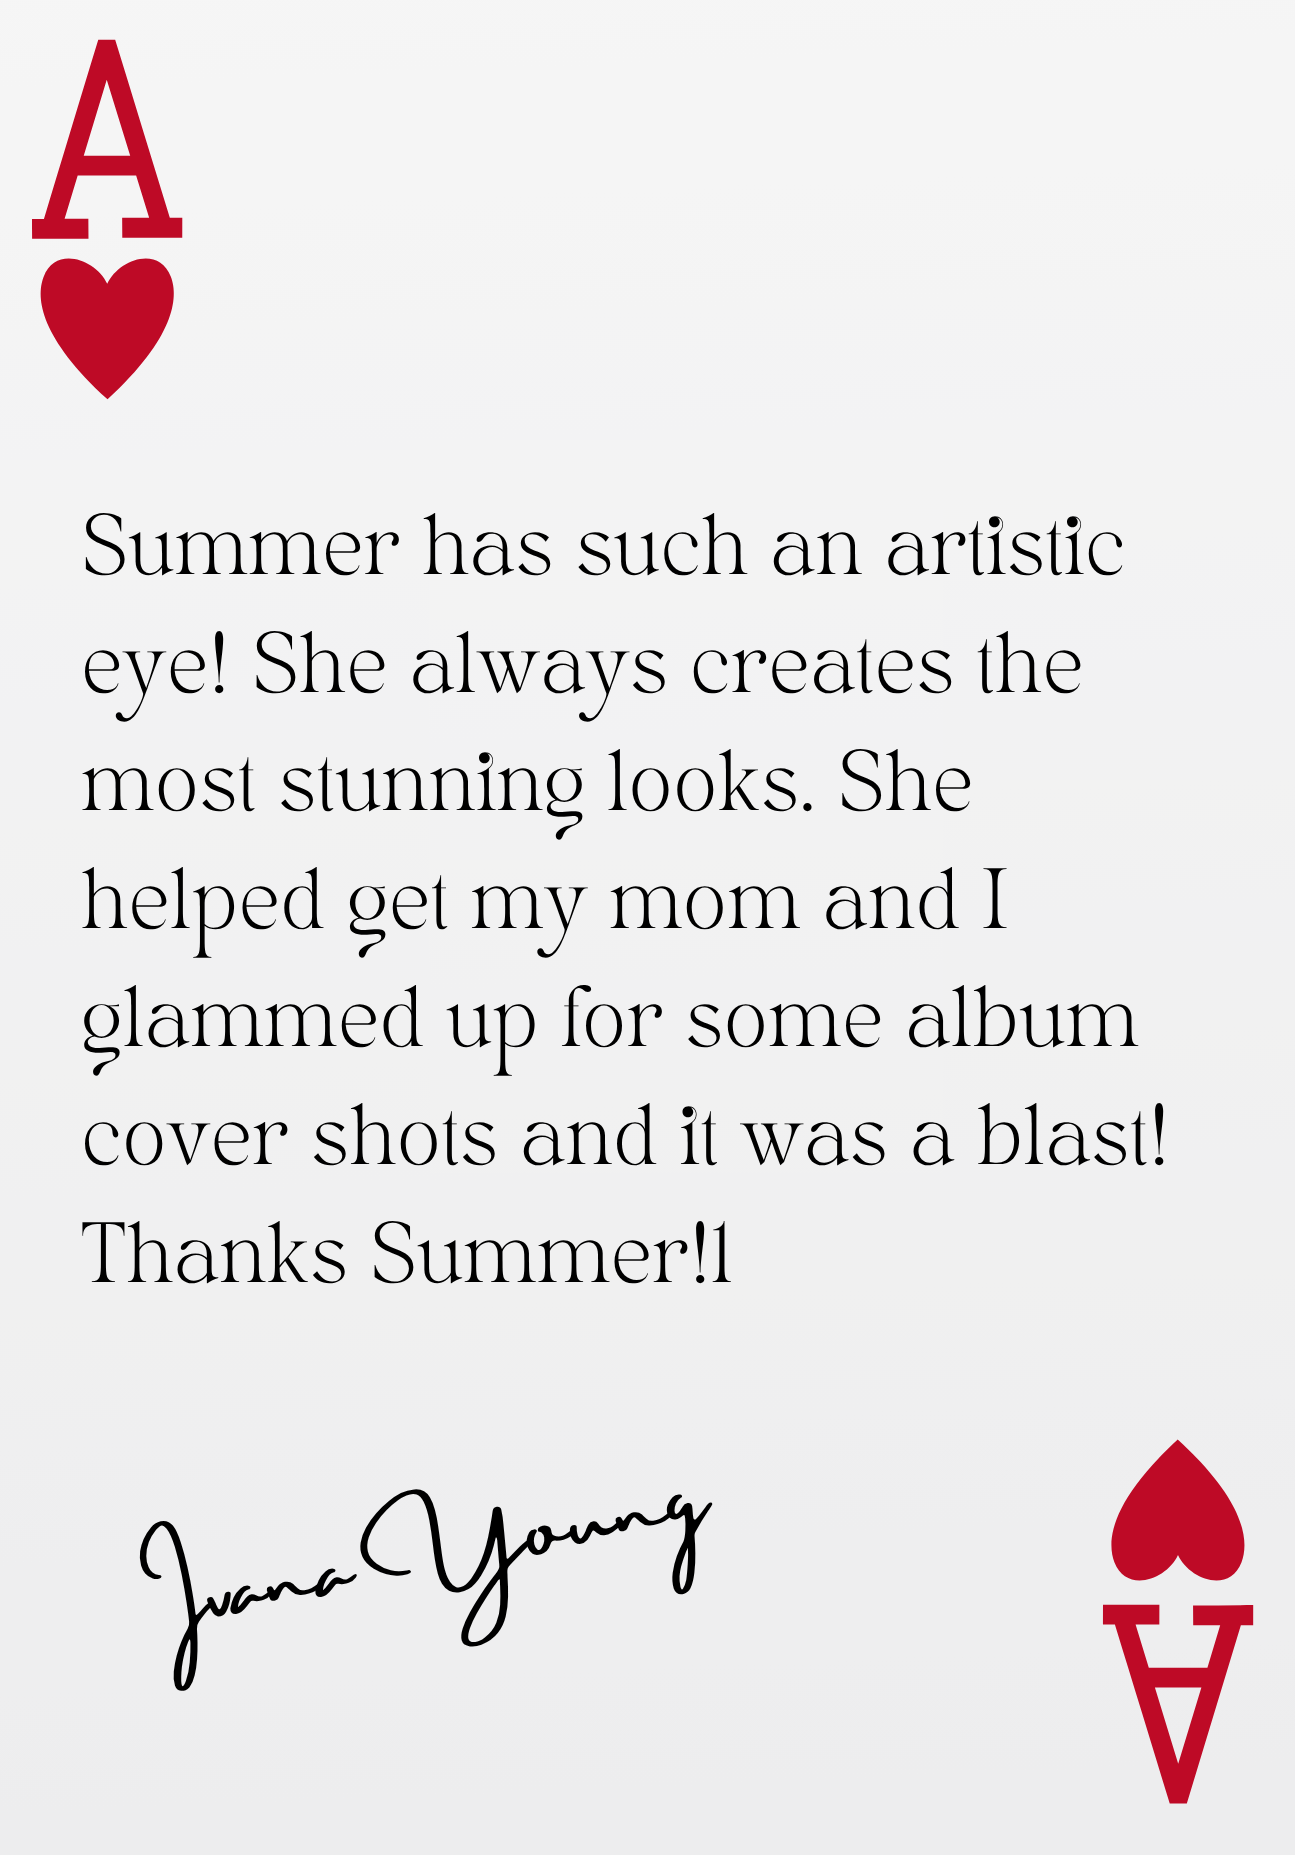 A
Summer has such an artistic
eye! She always creates the
most stunning looks. She
helped get my mom and I
glammed up for some album
cover shots and it was a blast!
Thanks Summer!l
Ivana Young
A